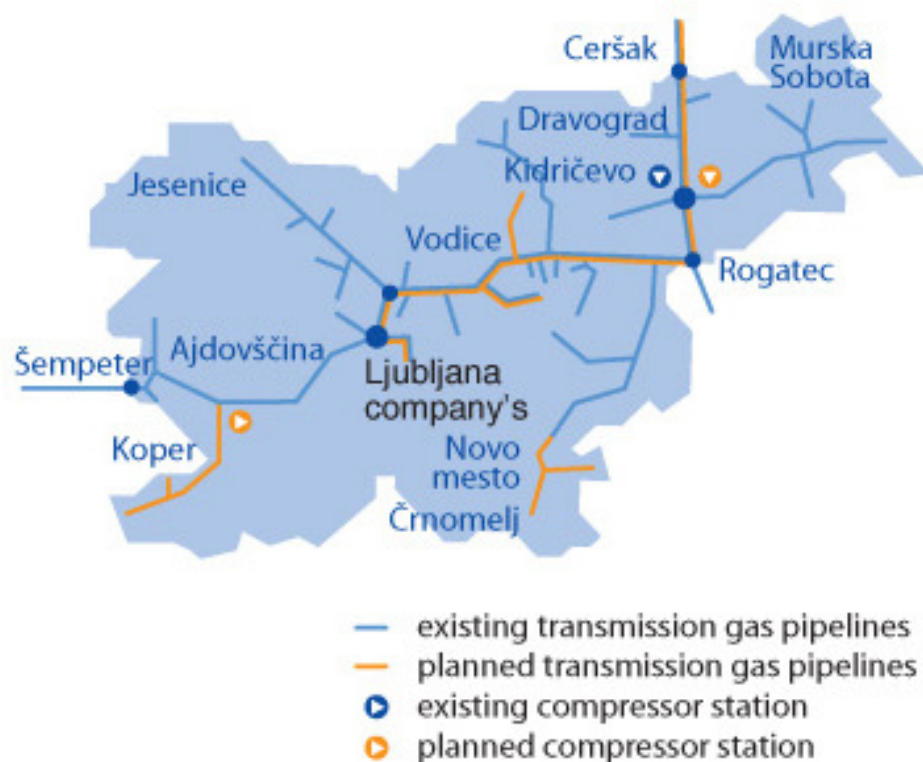 Ceršak
Murska
Sobota
Dravograd
Kidričevo
Jesenice
Vodice
Rogatec
Ajdovščina
Šempeter
Ljubljana
company's
Koper
Novo
mesto
Črnomelj
existing transmission gas pipelines
planned transmission gas pipelines
existing compressor station
planned compressor station